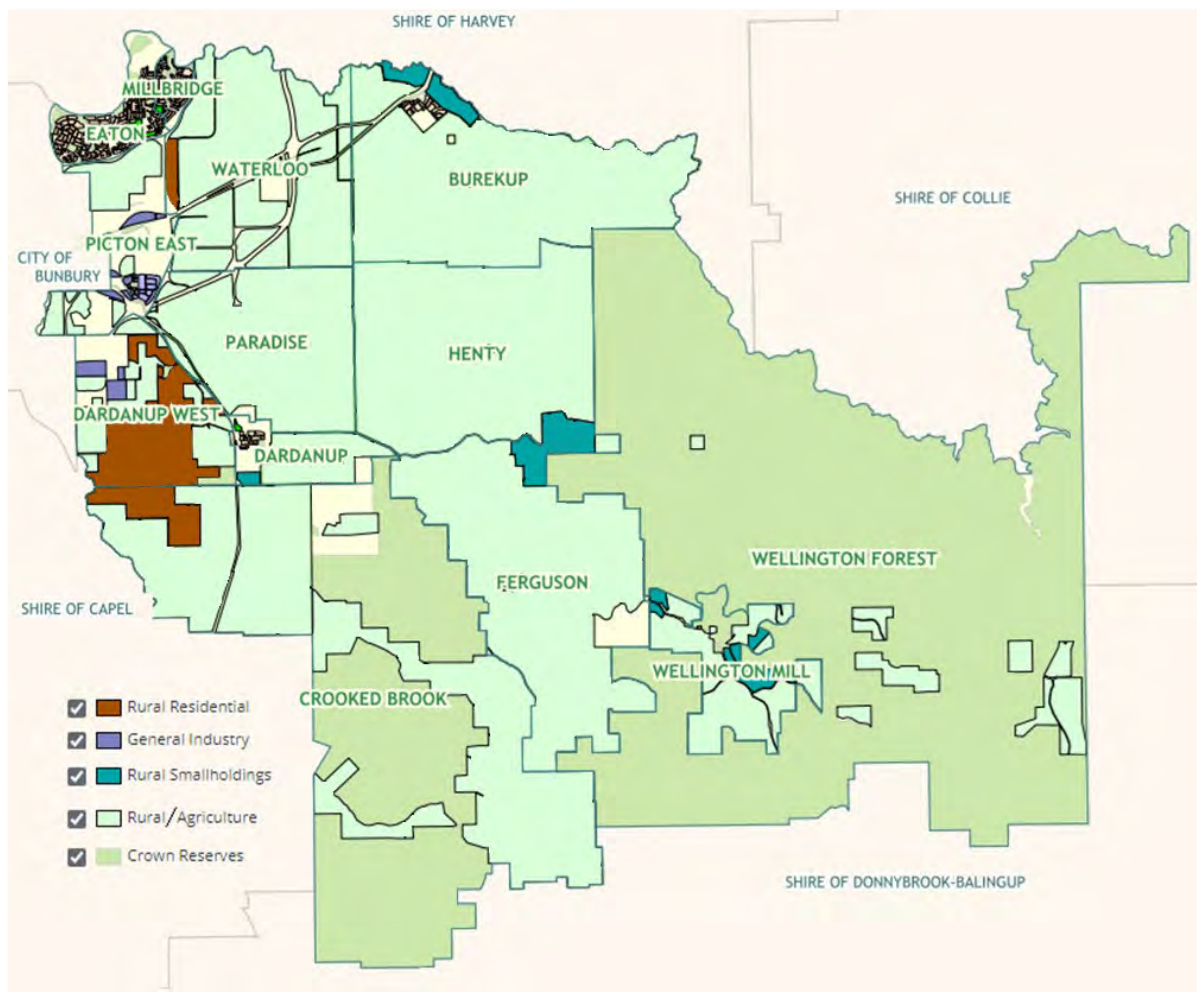 SHIRE OF HARVEY
MILLBRIDGE
EATON
WATERLOO
BUREKUP
SHIRE OF COLLIE
PICTON EAST
CITY OF
BUNBURY
PARADISE
HENTY
DARDANUP WEST
DARDANUP
WELLINGTON FOREST
FERGUSON
SHIRE OF CAPEL
WELLINGTON MILL
CROOKED BROOK
Rural Residential
General Industry
Rural Smallholdings
Rural/Agriculture
Crown Reserves
SHIRE OF DONNYBROOK-BALINGUP